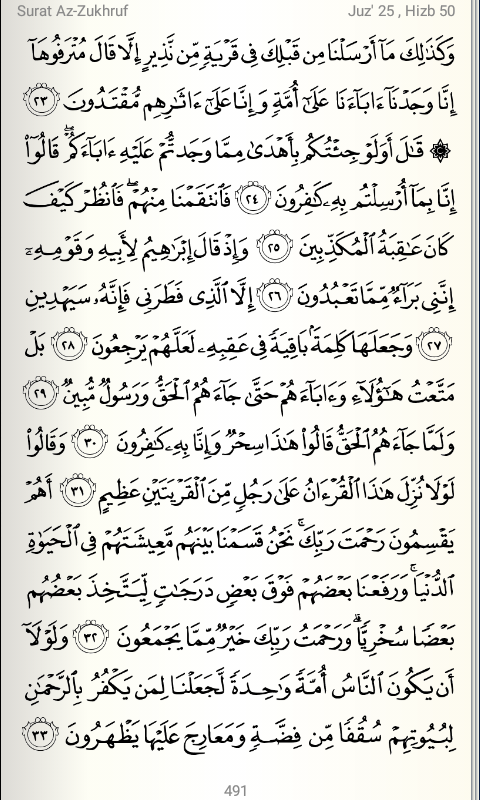 Surat Az-Zukhruf
Juz' 25 , Hizb 50
وَكَذَٰلِكَ مَآ أَرْسَلْنَا مِن قَبْلِكَ فِى قَرْيَةٍ مِّن نَّذِيرٍ إِلَّا قَالَ مُتْرَفُوهَآ
إِنَّا وَجَدْنَآ ءَابَآءَنَا عَلَىٰٓ أُمَّةٍ وَإِنَّا عَلَىٰٓ ءَاثَٰرِهِم مُّقْتَدُونَ ٢٣
۞ قَٰلَ أَوَلَوْ جِئْتُكُم بِأَهْدَىٰ مِمَّا وَجَدتُّمْ عَلَيْهِ ءَابَآءَكُمْ ۖ قَالُوٓا۟
إِنَّا بِمَآ أُرْسِلْتُم بِهِۦ كَٰفِرُونَ ٢٤ فَٱنتَقَمْنَا مِنْهُمْ ۖ فَٱنظُرْ كَيْفَ
كَانَ عَٰقِبَةُ ٱلْمُكَذِّبِينَ ٢٥ وَإِذْ قَالَ إِبْرَٰهِيمُ لِأَبِيهِ وَقَوْمِهِۦٓ
إِنَّنِى بَرَآءٌ مِّمَّا تَعْبُدُونَ ٢٦ إِلَّا ٱلَّذِى فَطَرَنِى فَإِنَّهُۥ سَيَهْدِينِ
٢٧ وَجَعَلَهَا كَلِمَةًۢ بَاقِيَةً فِى عَقِبِهِۦ لَعَلَّهُمْ يَرْجِعُونَ ٢٨ بَلْ
مَتَّعْتُ هَٰٓؤُلَآءِ وَءَابَآءَهُمْ حَتَّىٰ جَآءَهُمُ ٱلْحَقُّ وَرَسُولٌ مُّبِينٌ ٢٩
وَلَمَّا جَآءَهُمُ ٱلْحَقُّ قَالُوا۟ هَٰذَا سِحْرٌ وَإِنَّا بِهِۦ كَٰفِرُونَ ٣٠ وَقَالُوا۟
لَوْلَا نُزِّلَ هَٰذَا ٱلْقُرْءَانُ عَلَىٰ رَجُلٍ مِّنَ ٱلْقَرْيَتَيْنِ عَظِيمٍ ٣١ أَهُمْ
يَقْسِمُونَ رَحْمَتَ رَبِّكَ ۚ نَحْنُ قَسَمْنَا بَيْنَهُم مَّعِيشَتَهُمْ فِى ٱلْحَيَوٰةِ
ٱلدُّنْيَا ۚ وَرَفَعْنَا بَعْضَهُمْ فَوْقَ بَعْضٍ دَرَجَٰتٍ لِّيَتَّخِذَ بَعْضُهُم
بَعْضًا سُخْرِيًّا ۗ وَرَحْمَتُ رَبِّكَ خَيْرٌ مِّمَّا يَجْمَعُونَ ٣٢ وَلَوْلَآ
أَن يَكُونَ ٱلنَّاسُ أُمَّةً وَٰحِدَةً لَّجَعَلْنَا لِمَن يَكْفُرُ بِٱلرَّحْمَٰنِ
لِبُيُوتِهِمْ سُقُفًا مِّن فِضَّةٍ وَمَعَارِجَ عَلَيْهَا يَظْهَرُونَ ٣٣
491